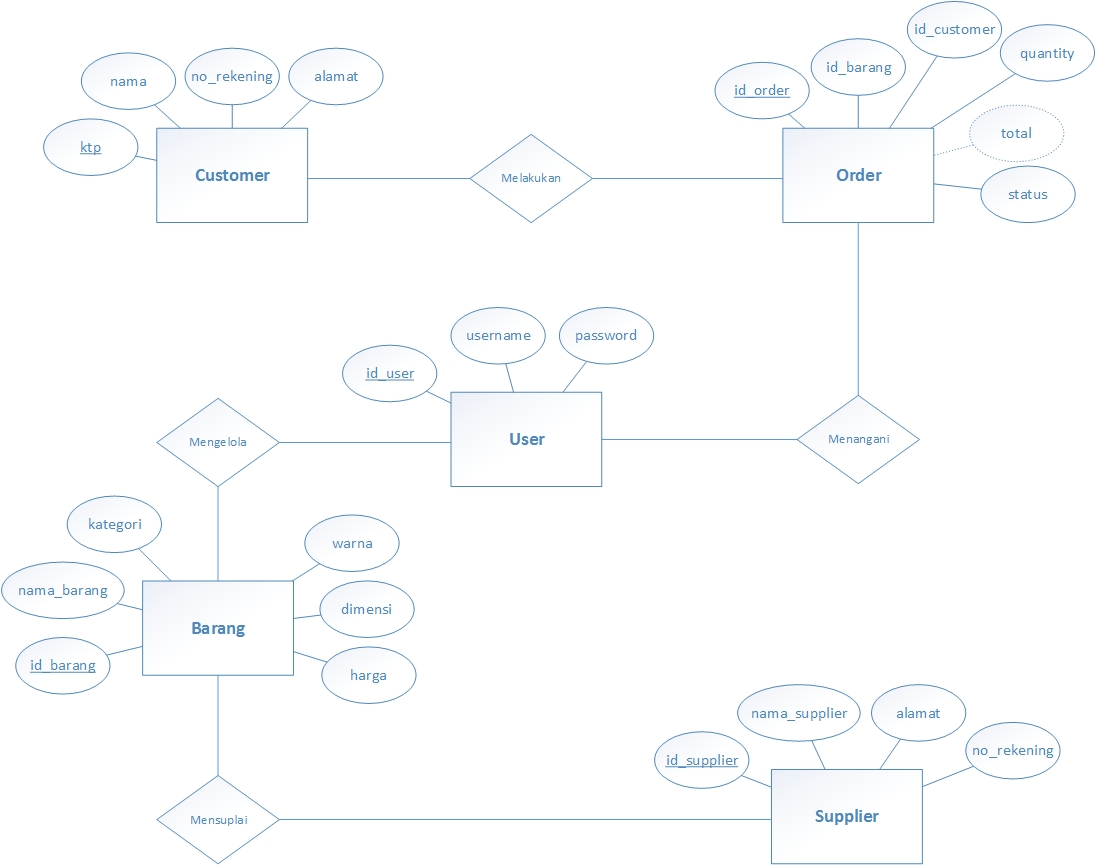 id_customer
quantity
id_barang
nama
no_rekening
alamat
id_order
total
ktp
Customer
Melakukan
Order
status
username
password
id_user
Mengelola
User
Menangani
kategori
warna
nama_barang
dimensi
Barang
id_barang
harga
nama_supplier
alamat
no_rekening
id_supplier
Mensuplai
Supplier